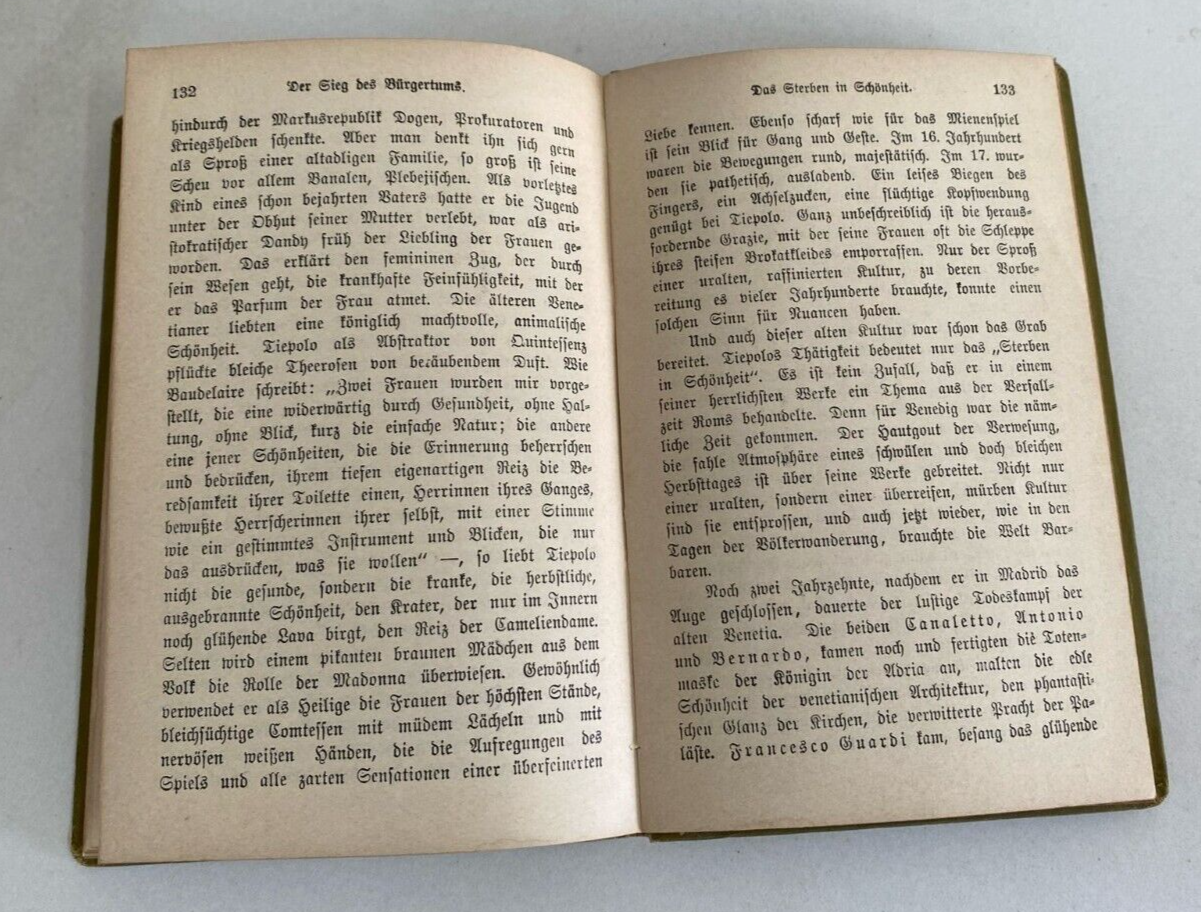 132 Der Sieg des Bürgertums.
hindurch der Markusrepublik Dogen, Prokuratoren und
Kriegshelden schenkte. Aber man denkt ihn sich gern
als Sproß einer altadligen Familie, so groß ist seine
Scheu vor allem Banalen, Plebejischen. Als vorletztes
Kind eines schon bejahrten Vaters hatte er die Jugend
unter der Obhut seiner Mutter verlebt, war als ari-
stokratischer Dandy früh der Liebling der Frauen ge-
worden. Das erklärt den femininen Zug, der durch
sein Wesen geht, die krankhafte Feinfühligkeit, mit der
er das Parfum der Frau atmet. Die älteren Vene-
tianer liebten eine königlich machtvolle, animalische
Schönheit. Tiepolo als Abstraktor von Quintessenz
pflückte bleiche Theerosen von betäubendem Duft. Wie
Baudelaire schreibt: „Zwei Frauen wurden mir vorge-
stellt, die eine widerwärtig durch Gesundheit, ohne Hal-
tung, ohne Blick, kurz die einfache Natur; die andere
eine jener Schönheiten, die die Erinnerung beherrschen
und bedrücken, ihrem tiefen eigenartigen Reiz die Be-
redsamkeit ihrer Toilette einen, Herrinnen ihres Ganges,
bewußte Herrscherinnen ihrer selbst, mit einer Stimme
wie ein gestimmtes Instrument und Blicken, die nur
das ausdrücken, was sie wollen“ —, so liebt Tiepolo
nicht die gesunde, sondern die kranke, die herbstliche,
ausgebrannte Schönheit, den Krater, der nur im Innern
noch glühende Lava birgt, den Reiz der Cameliendame.
Selten wird einem pikanten braunen Mädchen aus dem
Volk die Rolle der Madonna überwiesen. Gewöhnlich
verwendet er als Heilige die Frauen der höchsten Stände,
bleichsüchtige Comtessen mit müdem Lächeln und mit
nervösen weißen Händen, die die Aufregungen des
Spiels und alle zarten Sensationen einer überfeinerten
Das Sterben in Schönheit. 133
Liebe kennen. Ebenso scharf wie für das Mienenspiel
ist sein Blick für Gang und Geste. Im 16. Jahrhundert
waren die Bewegungen rund, majestätisch. Im 17. wur-
den sie pathetisch, ausladend. Ein leises Biegen des
Fingers, ein Achselzucken, eine flüchtige Kopfwendung
genügt bei Tiepolo. Ganz unbeschreiblich ist die heraus-
fordernde Grazie, mit der seine Frauen oft die Schleppe
ihres steifen Brokatkleides emporraffen. Nur der Sproß
einer uralten, raffinierten Kultur, zu deren Vorbe-
reitung es vieler Jahrhunderte brauchte, konnte einen
solchen Sinn für Nuancen haben.
Und auch dieser alten Kultur war schon das Grab
bereitet. Tiepolos Thätigkeit bedeutet nur das „Sterben
in Schönheit“. Es ist kein Zufall, daß er in einem
seiner herrlichsten Werke ein Thema aus der Verfall-
zeit Roms behandelte. Denn für Venedig war die näm-
liche Zeit gekommen. Der Hautgout der Verwesung,
die fahle Atmosphäre eines schwülen und doch bleichen
Herbsttages ist über seine Werke gebreitet. Nicht nur
einer uralten, sondern einer überreifen, mürben Kultur
sind sie entsprossen, und auch jetzt wieder, wie in den
Tagen der Völkerwanderung, brauchte die Welt Bar-
baren.
Noch zwei Jahrzehnte, nachdem er in Madrid das
Auge geschlossen, dauerte der lustige Todeskampf der
alten Venetia. Die beiden Canaletto, Antonio
und Bernardo, kamen noch und fertigten die Toten-
maske der Königin der Adria an, malten die edle
Schönheit der venetianischen Architektur, den phantasti-
schen Glanz der Kirchen, die verwitterte Pracht der Pa-
läste. Francesco Guardi kam, besang das glühende